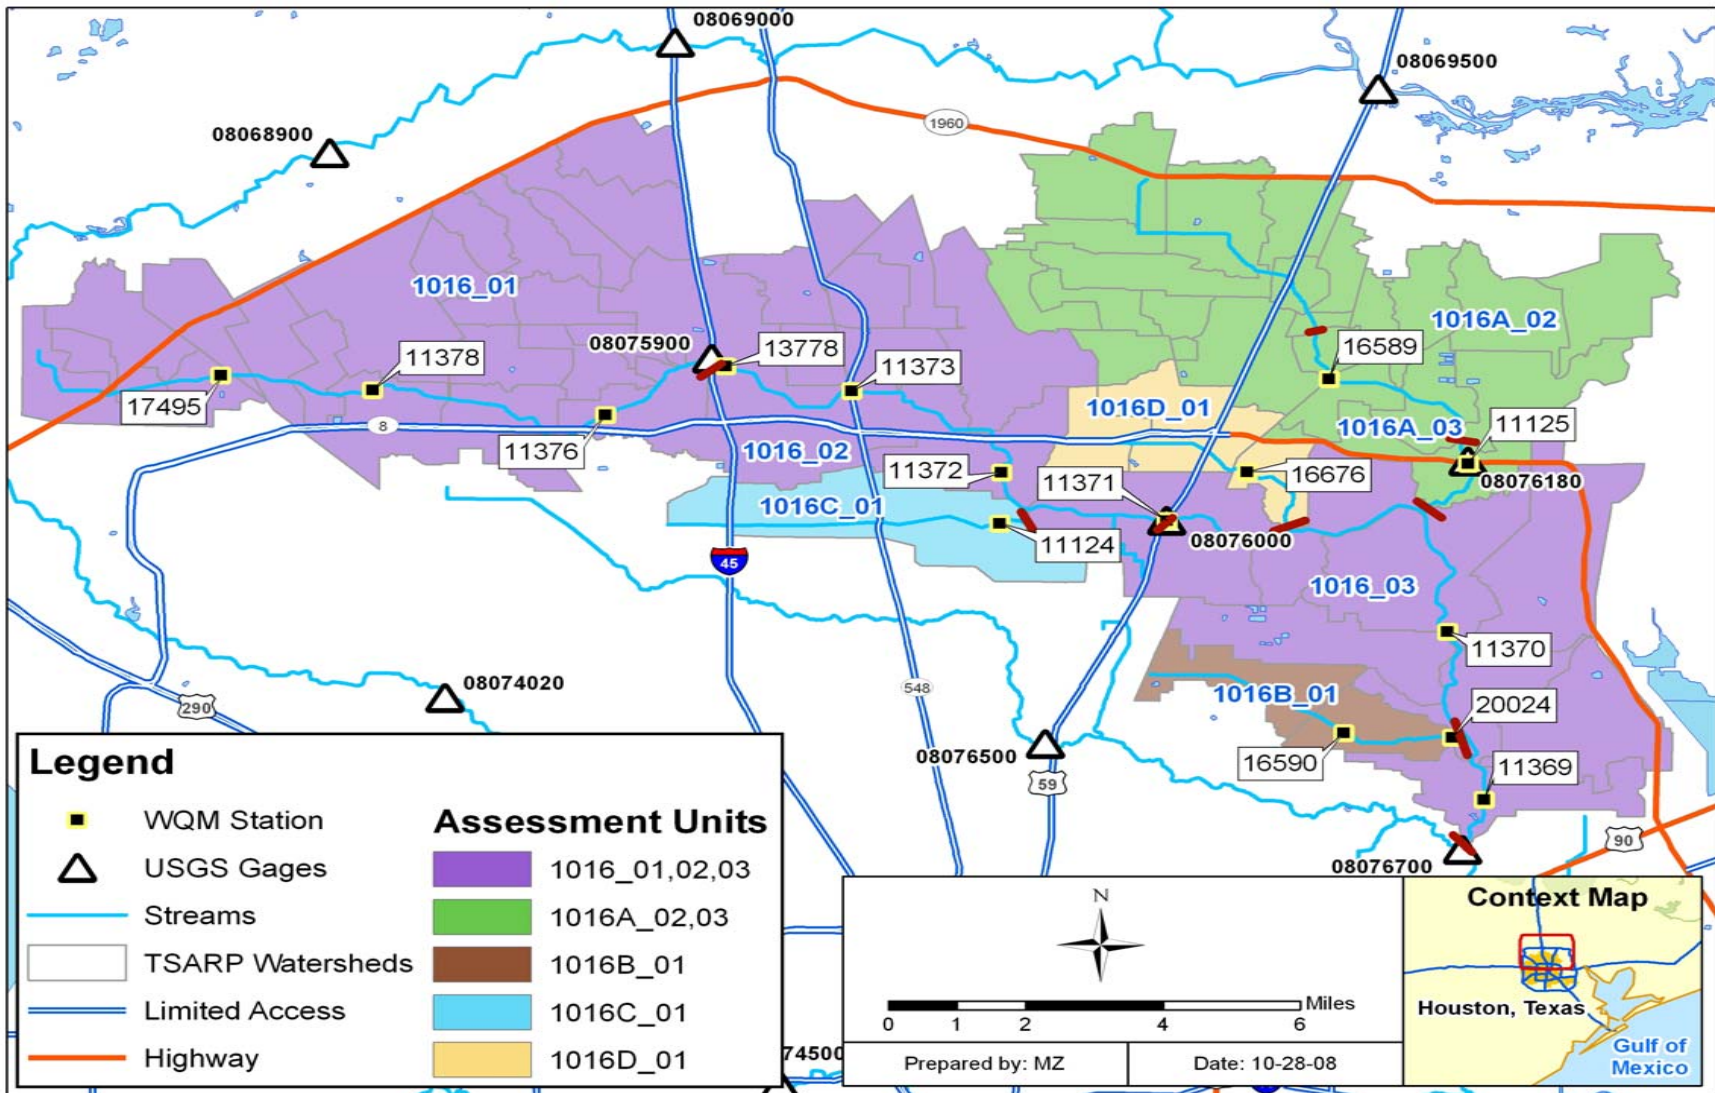 08069000
08069500
08068900
1960
1016_01
1016A_02
08075900
13778
16589
11378
11373
17495
1016D_01
1016A_03
11125
8
11376
1016_02
11372
11371
16676
08076180
1016C_01
11124
08076000
45
1016_03
11370
08074020
548
1016B_01
290
20024
08076500
16590
11369
59
90
08076700
Legend
WQM Station
USGS Gages
Streams
TSARP Watersheds
Limited Access
Highway
Assessment Units
1016_01,02,03
1016A_02,03
1016B_01
1016C_01
1016D_01
74500
N
Miles
0 1 2 4 6
Prepared by: MZ
Date: 10-28-08
Context Map
Houston, Texas
Gulf of
Mexico